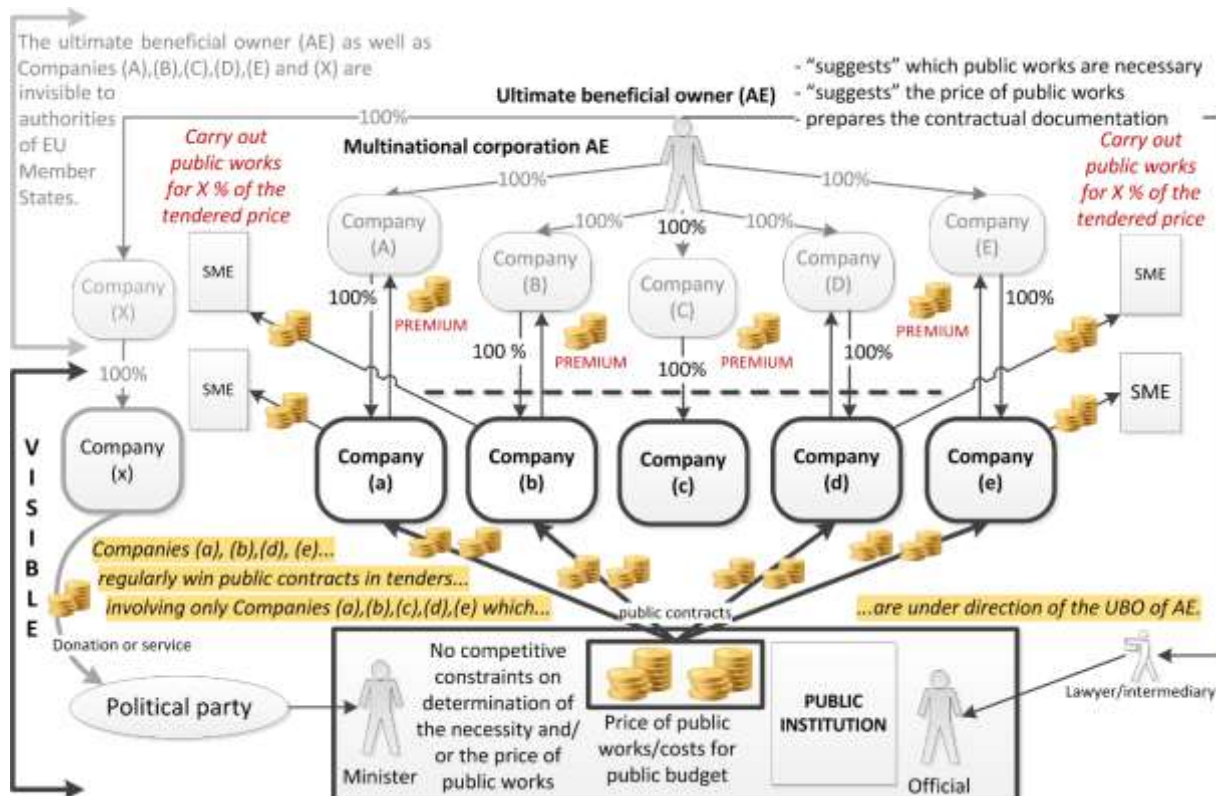 The ultimate beneficial owner (AE) as well as
Companies (A),(B),(C),(D),(E) and (X) are
invisible to
authorities
of EU
Member
States.
- "suggests" which public works are necessary
- "suggests" the price of public works
- prepares the contractual documentation
Ultimate beneficial owner (AE)
100%
Multinational corporation AE
Carry out
public works
for X % of the
tendered price
Carry out
public works
for X % of the
tendered price
100%
100%
100%
100%
100%
100%
Company
(A)
Company
(B)
Company
(C)
Company
(D)
Company
(E)
Company
(X)
SME
SME
100%
PREMIUM
100 %
PREMIUM
100%
PREMIUM
100%
PREMIUM
100%
100%
SME
SME
VISIBLE
Company
(x)
Company
(a)
Company
(b)
Company
(c)
Company
(d)
Company
(e)
Companies (a), (b),(d), (e)...
regularly win public contracts in tenders...
involving only Companies (a),(b),(c),(d),(e) which...
public contracts
...are under direction of the UBO of AE.
Donation or service
Political party
Minister
No competitive
constraints on
determination of
the necessity and/
or the price of
public works
Price of public
works/costs for
public budget
PUBLIC
INSTITUTION
Official
Lawyer/intermediary